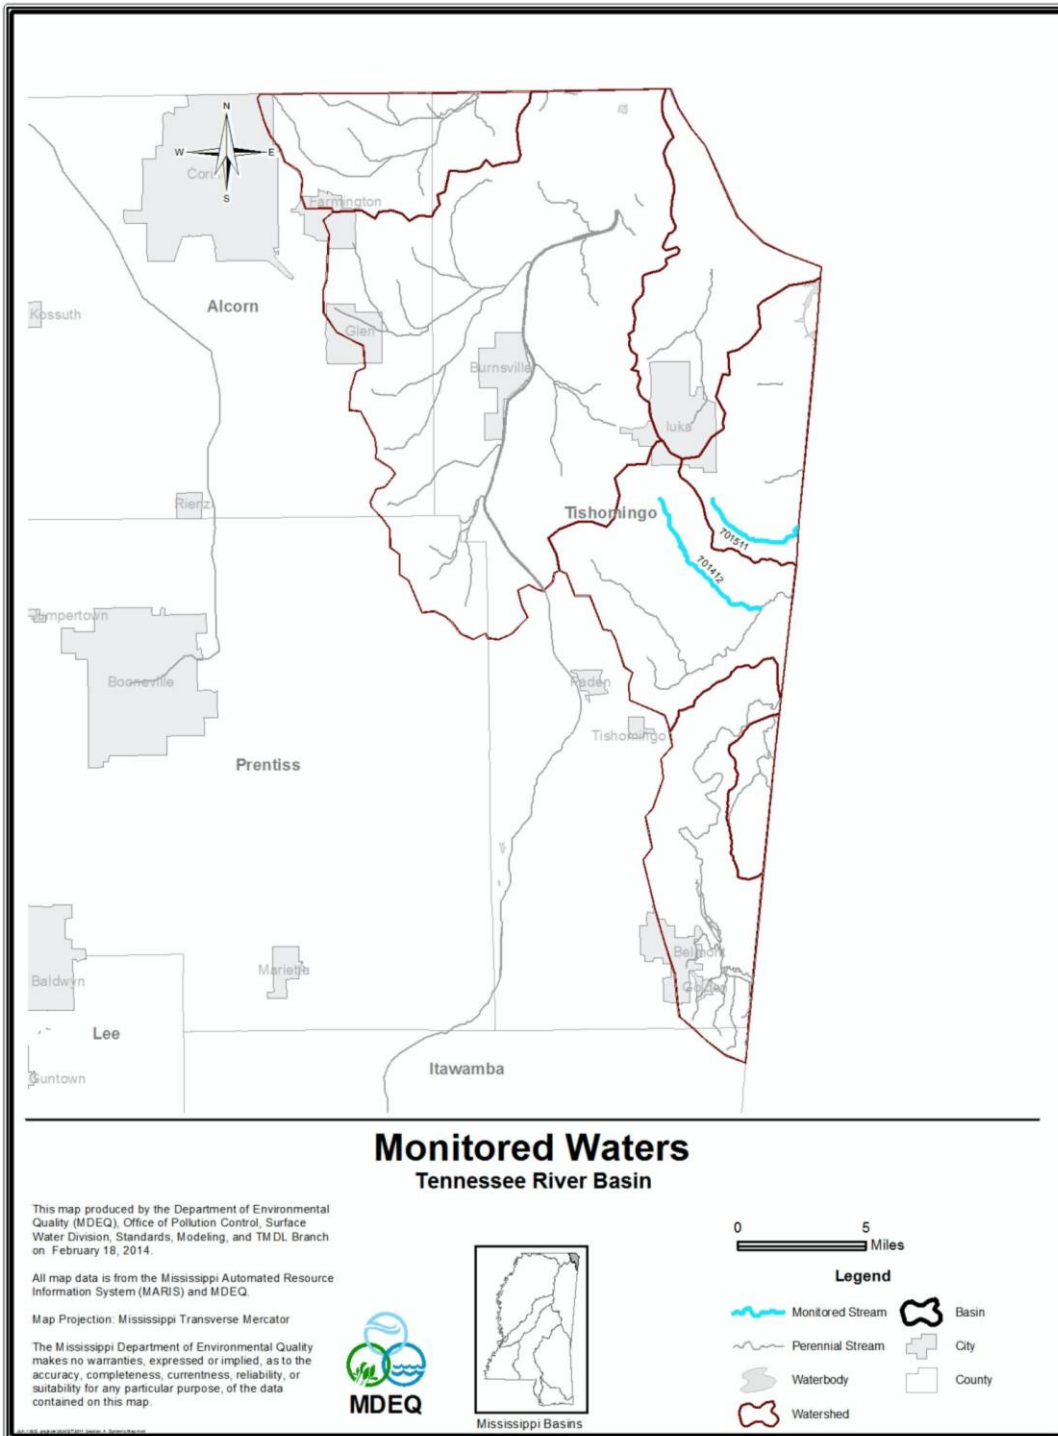 N
W E
S
Farmington
Alcorn
Kossuth
Glen
Burnsville
Iuka
Rienzi
Tishomingo
701511
701412
Jumpertown
Booneville
Paden
Tishomingo
Prentiss
Belmont
Marietta
Baldwyn
Golden
Lee
Itawamba
Guntown
Monitored Waters
Tennessee River Basin
This map produced by the Department of Environmental
Quality (MDEQ), Office of Pollution Control, Surface
Water Division, Standards, Modeling, and TMDL Branch
on February 18, 2014.
All map data is from the Mississippi Automated Resource
Information System (MARIS) and MDEQ.
Map Projection: Mississippi Transverse Mercator
The Mississippi Department of Environmental Quality
makes no warranties, expressed or implied, as to the
accuracy, completeness, currentness, reliability, or
suitability for any particular purpose, of the data
contained on this map.
MDEQ
Mississippi Basins
0 5
Miles
Legend
Monitored Stream
Basin
Perennial Stream
City
Waterbody
County
Watershed